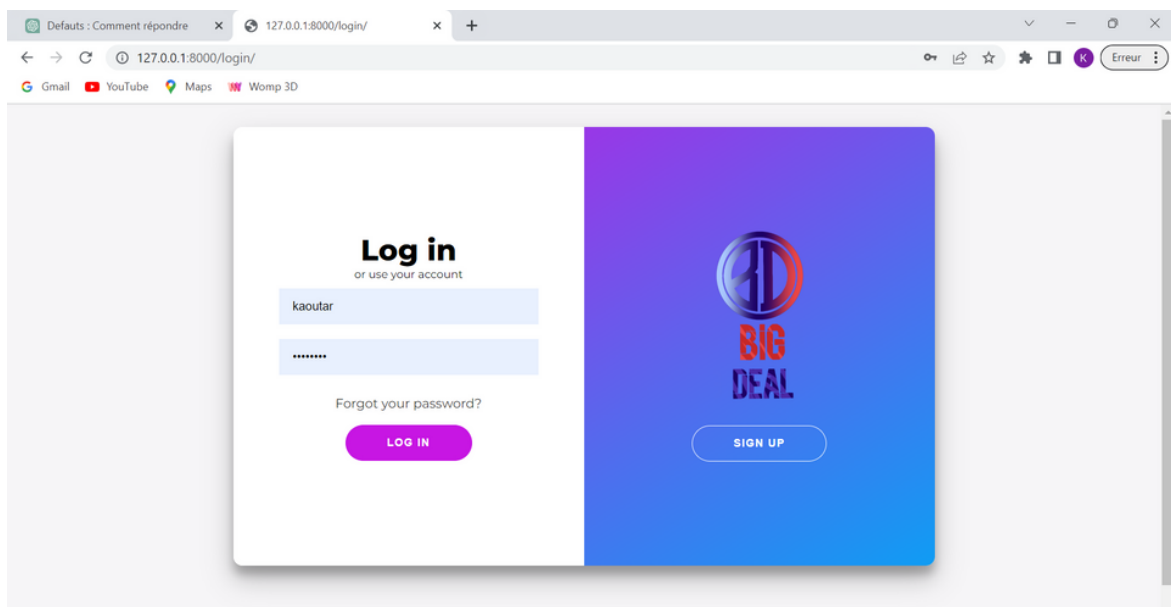 Defauts : Comment répondre
127.0.0.1:8000/login/
127.0.0.1:8000/login/
K
Erreur
Gmail
YouTube
Maps
Womp 3D
Log in
or use your account
kaoutar
••••••••
Forgot your password?
LOG IN
BD
BIG
DEAL
SIGN UP